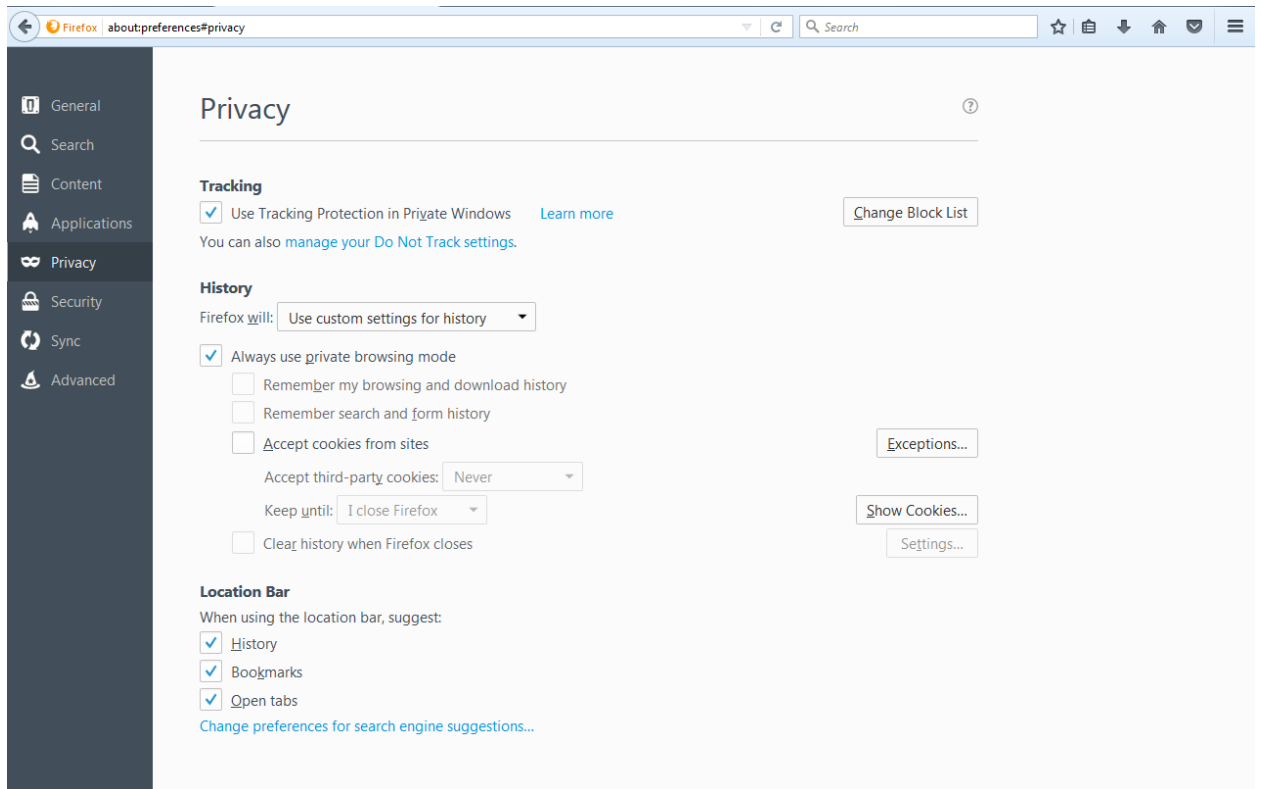 Firefox about:preferences#privacy Search
General
Search
Content
Applications
Privacy
Security
Sync
Advanced
Privacy
Tracking
Use Tracking Protection in Private Windows Learn more Change Block List
You can also manage your Do Not Track settings.
History
Firefox will: Use custom settings for history
Always use private browsing mode
Remember my browsing and download history
Remember search and form history
Accept cookies from sites Exceptions...
Accept third-party cookies: Never
Keep until: I close Firefox Show Cookies...
Clear history when Firefox closes Settings...
Location Bar
When using the location bar, suggest:
History
Bookmarks
Open tabs
Change preferences for search engine suggestions...